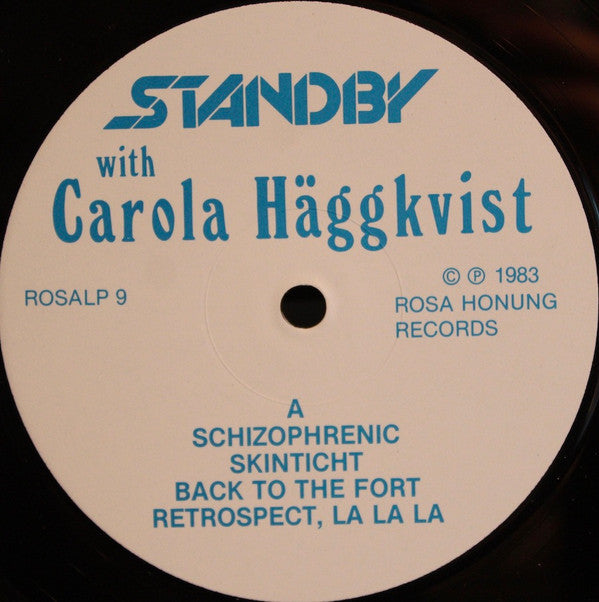 STANDBY
with
Carola Häggkvist
ROSALP 9
© ℗ 1983
ROSA HONUNG
RECORDS
A
SCHIZOPHRENIC
SKINTICHT
BACK TO THE FORT
RETROSPECT, LA LA LA